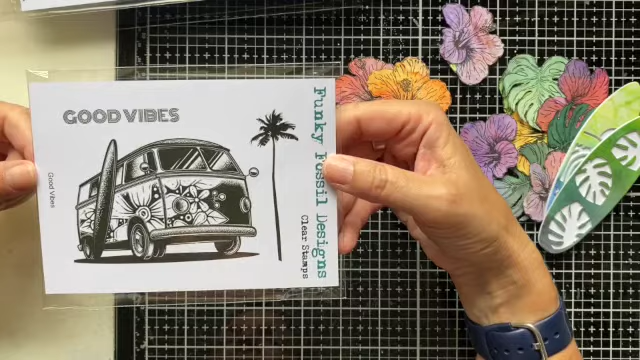 GOOD VIBES
Good Vibes
Funky Fossil Designs
Clear Stamps